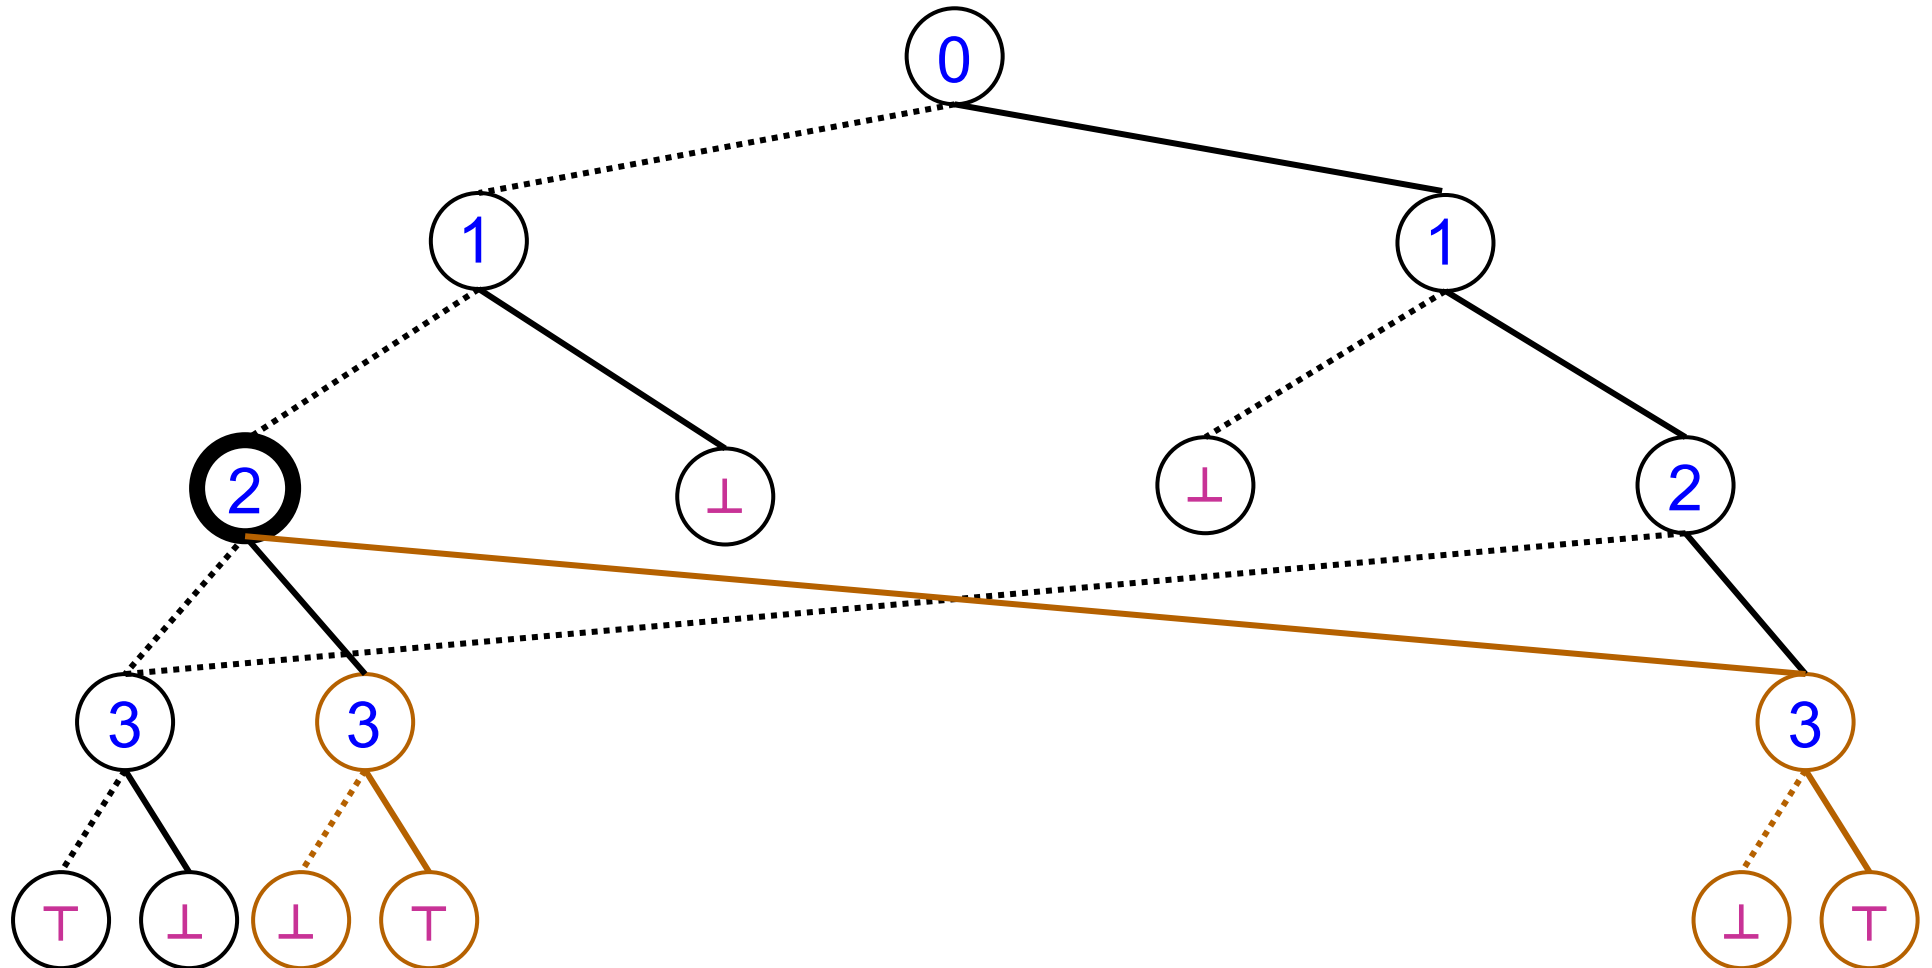 0
1 1
2 ⊥ ⊥ 2
3 3 3
⊤ ⊥ ⊥ ⊤ ⊥ ⊤